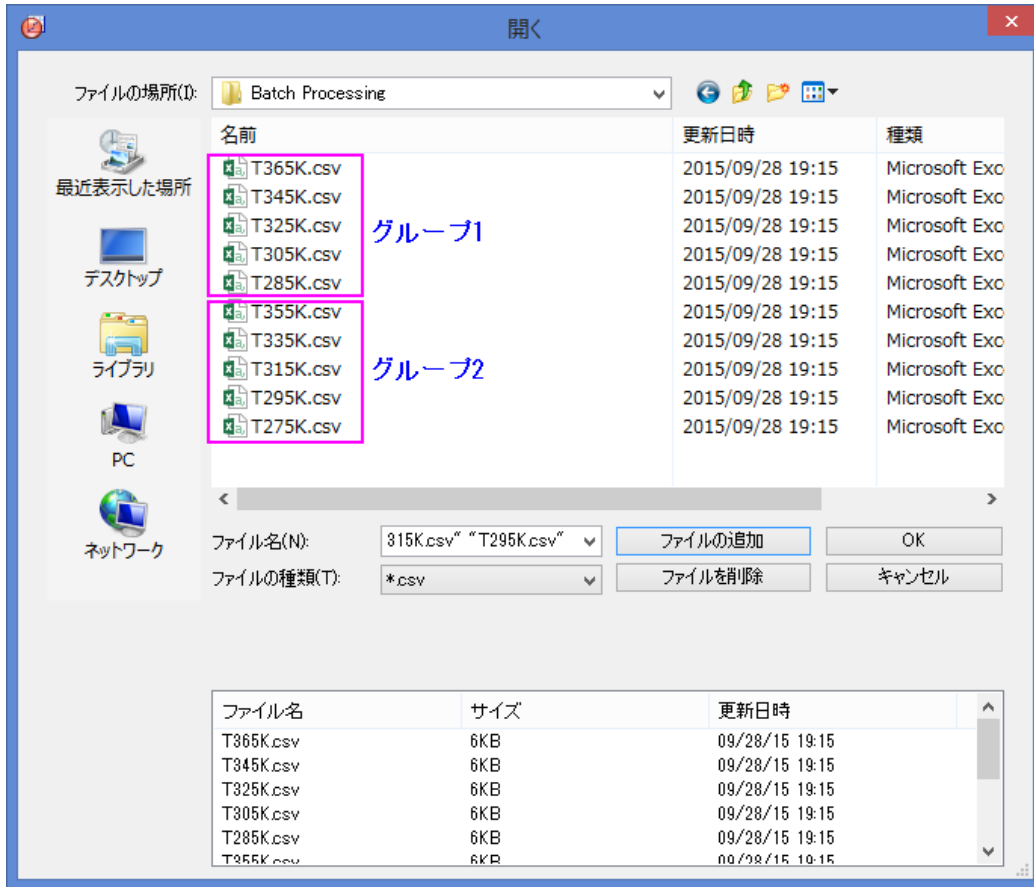 開く
ファイルの場所(I): Batch Processing
名前 更新日時 種類
T365K.csv 2015/09/28 19:15 Microsoft Exc
T345K.csv 2015/09/28 19:15 Microsoft Exc
T325K.csv 2015/09/28 19:15 Microsoft Exc
グループ1
T305K.csv 2015/09/28 19:15 Microsoft Exc
T285K.csv 2015/09/28 19:15 Microsoft Exc
T355K.csv 2015/09/28 19:15 Microsoft Exc
T335K.csv 2015/09/28 19:15 Microsoft Exc
T315K.csv 2015/09/28 19:15 Microsoft Exc
グループ2
T295K.csv 2015/09/28 19:15 Microsoft Exc
T275K.csv 2015/09/28 19:15 Microsoft Exc
最近表示した場所
デスクトップ
ライブラリ
PC
ネットワーク
ファイル名(N): 315K.csv" "T295K.csv" ファイルの追加 OK
ファイルの種類(T): *.csv ファイルを削除 キャンセル
ファイル名 サイズ 更新日時
T365K.csv 6KB 09/28/15 19:15
T345K.csv 6KB 09/28/15 19:15
T325K.csv 6KB 09/28/15 19:15
T305K.csv 6KB 09/28/15 19:15
T285K.csv 6KB 09/28/15 19:15
T355K.csv 6KB 09/28/15 19:15